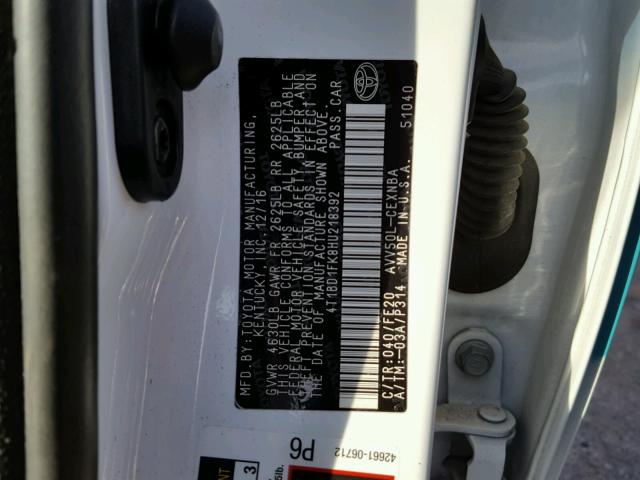 MFD.BY:TOYOTA MOTOR MANUFACTURING,
KENTUCKY, INC. 12/16
GVWR 4630LB GAWR FR 2625LB RR 2625LB
THIS VEHICLE CONFORMS TO ALL APPLICABLE
FEDERAL MOTOR VEHICLE SAFETY, BUMPER, AND
THEFT PREVENTION STANDARDS IN EFFECT ON
THE DATE OF MANUFACTURE SHOWN ABOVE.
4T1BD1FK8HU218392 PASS.CAR
C/TR:040/FE20 AVV50L-CEXNBA
A/TM:-03A/P314 MADE IN U.S.A. 51040
42661-06712
P6
3